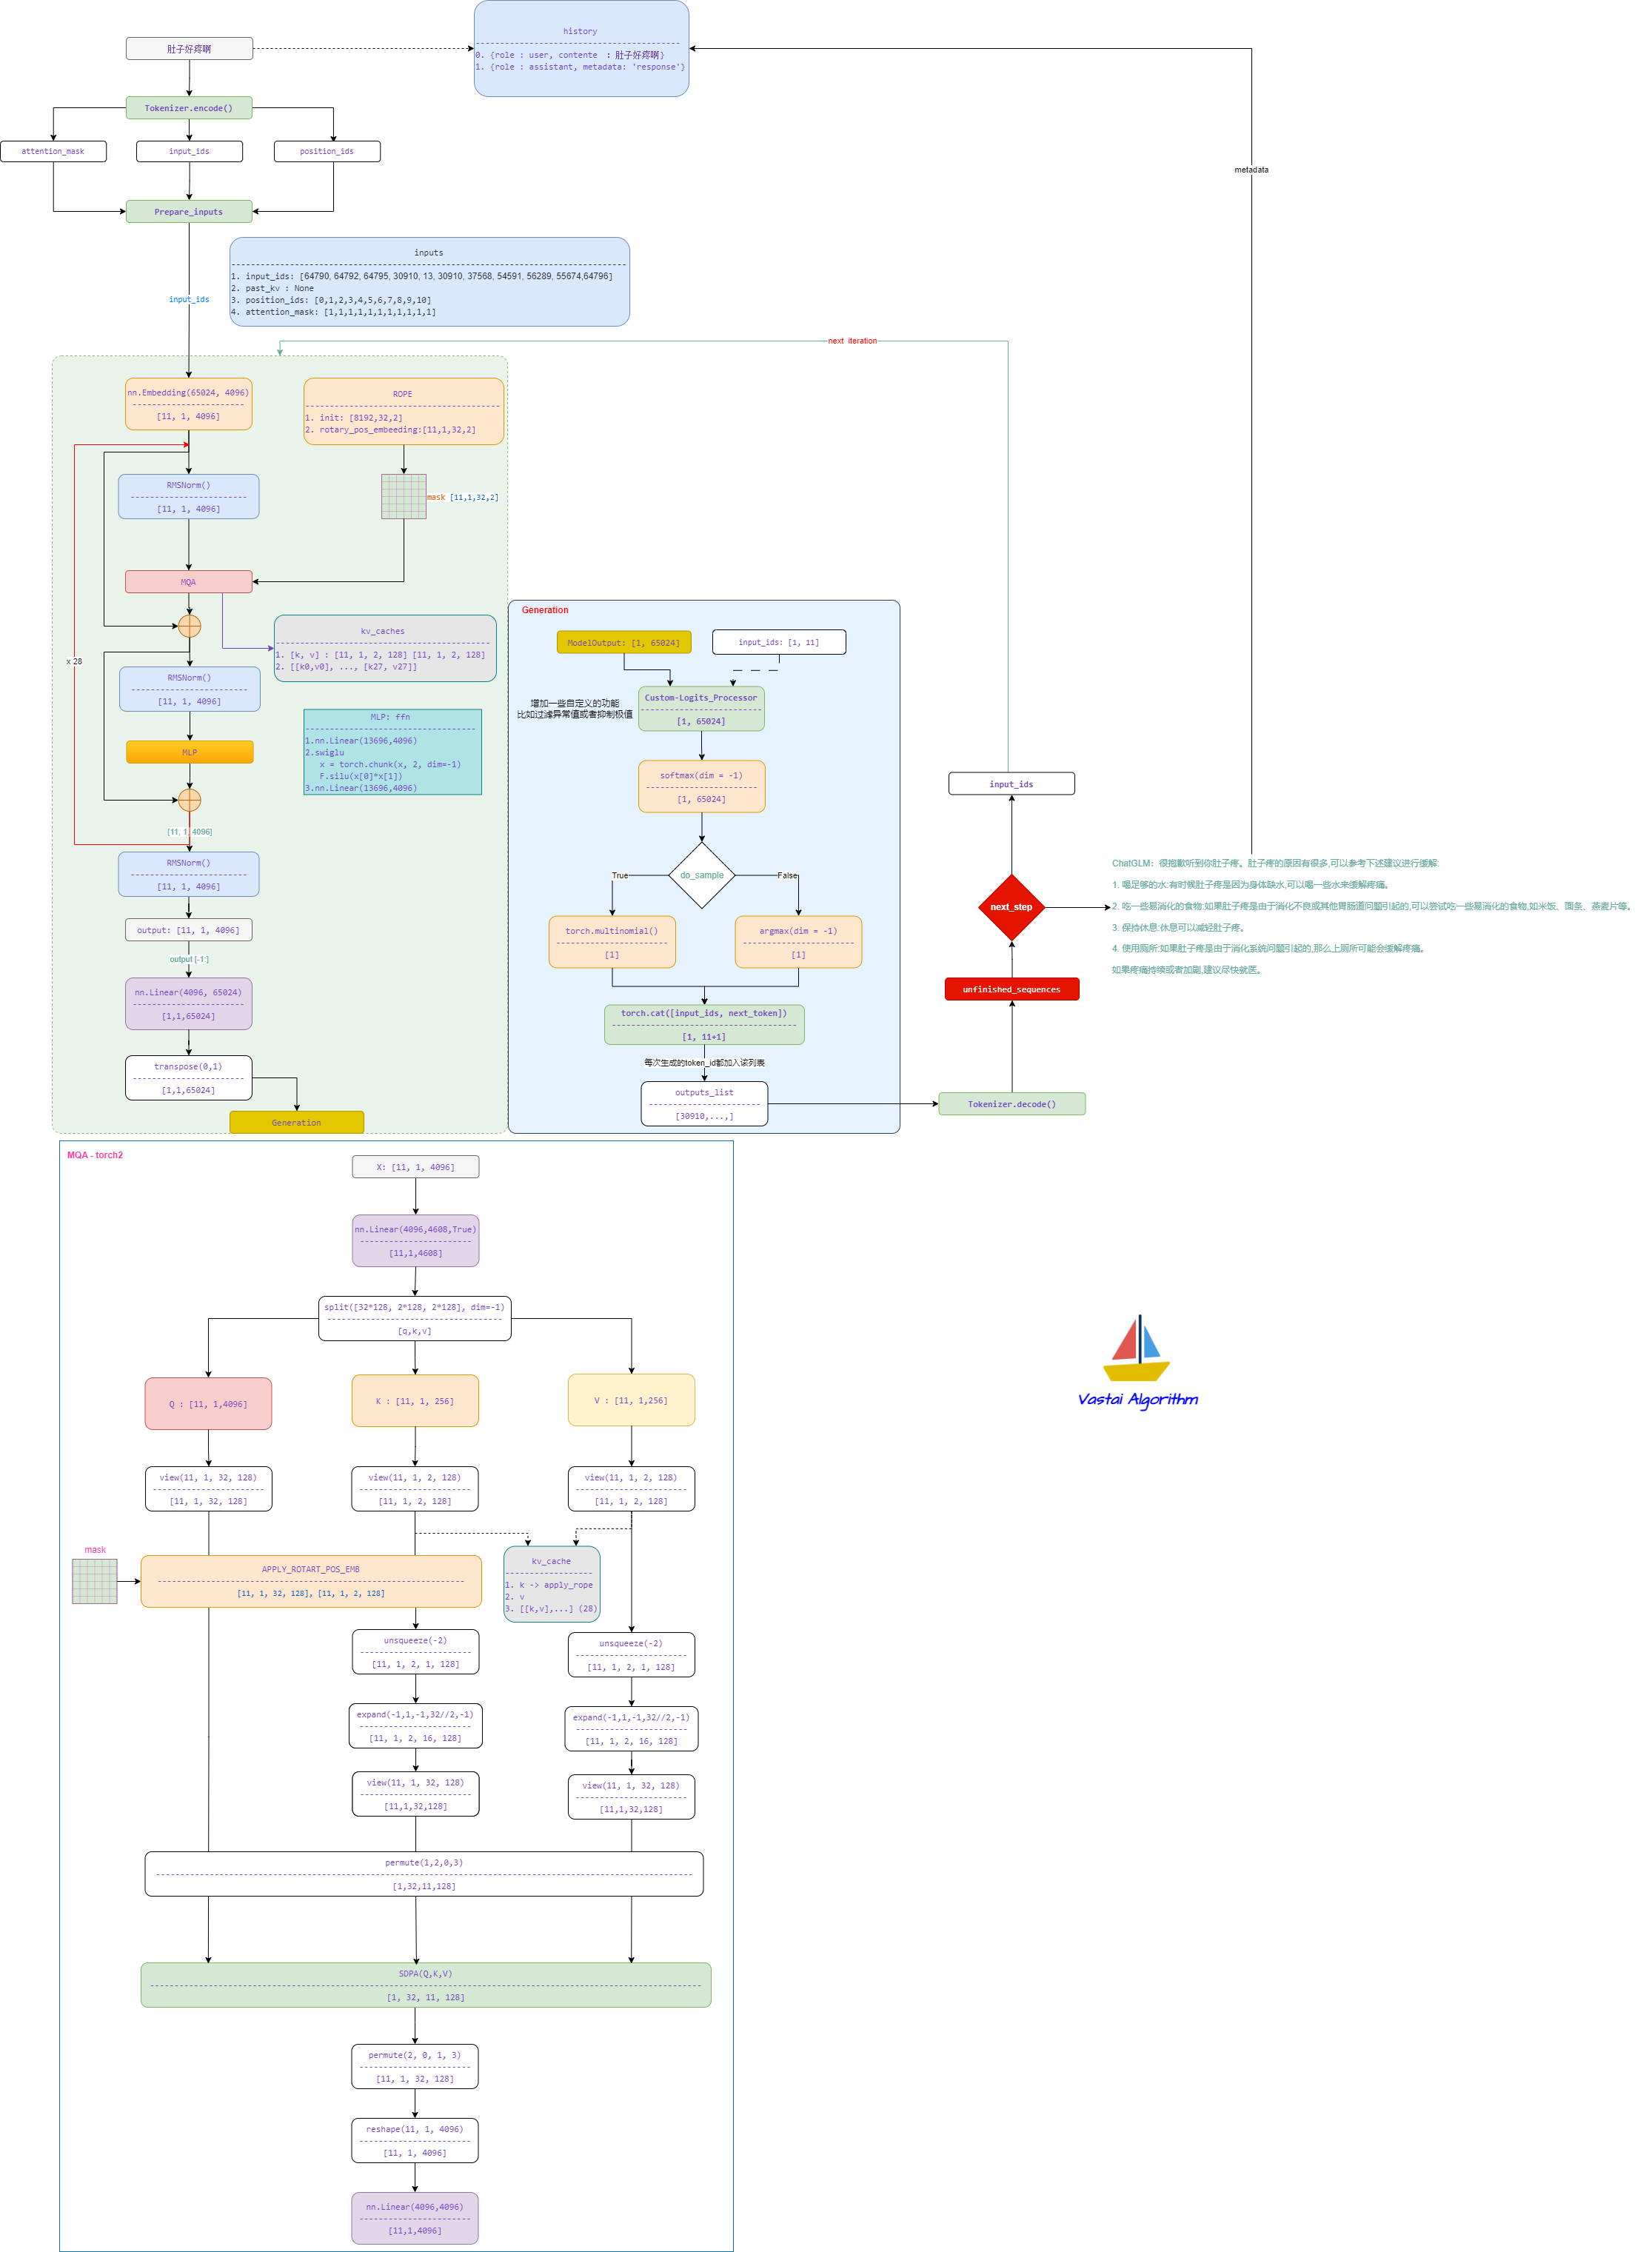 肚子好疼啊
history
0. {role : user, contente : 肚子好疼啊}
1. {role : assistant, metadata: 'response'}
Tokenizer.encode()
attention_mask
input_ids
position_ids
Prepare_inputs
metadata
inputs
1. input_ids: [64790, 64792, 64795, 30910, 13, 30910, 37568, 54591, 56289, 55674,64796]
2. past_kv : None
3. position_ids: [0,1,2,3,4,5,6,7,8,9,10]
4. attention_mask: [1,1,1,1,1,1,1,1,1,1,1]
input_ids
next iteration
nn.Embedding(65024, 4096)
[11, 1, 4096]
ROPE
1. init: [8192,32,2]
2. rotary_pos_embeeding:[11,1,32,2]
RMSNorm()
[11, 1, 4096]
mask [11,1,32,2]
MQA
kv_caches
1. [k, v] : [11, 1, 2, 128] [11, 1, 2, 128]
2. [[k0,v0], ..., [k27, v27]]
x 28
RMSNorm()
[11, 1, 4096]
MLP
MLP: ffn
1.nn.Linear(13696,4096)
2.swiglu
x = torch.chunk(x, 2, dim=-1)
F.silu(x[0]*x[1])
3.nn.Linear(13696,4096)
[11, 1, 4096]
RMSNorm()
[11, 1, 4096]
output: [11, 1, 4096]
output [-1:]
nn.Linear(4096, 65024)
[1,1,65024]
transpose(0,1)
[1,1,65024]
Generation
Generation
ModelOutput: [1, 65024]
input_ids: [1, 11]
增加一些自定义的功能
比如过滤异常值或者抑制极值
Custom-Logits_Processor
[1, 65024]
softmax(dim = -1)
[1, 65024]
do_sample
True
False
torch.multinomial()
[1]
argmax(dim = -1)
[1]
torch.cat([input_ids, next_token])
[1, 11+1]
每次生成的token_id都加入该列表
outputs_list
[30910,...,]
input_ids
next_step
unfinished_sequences
Tokenizer.decode()
ChatGLM：很抱歉听到你肚子疼。肚子疼的原因有很多,可以参考下述建议进行缓解:
1. 喝足够的水:有时候肚子疼是因为身体缺水,可以喝一些水来缓解疼痛。
2. 吃一些易消化的食物:如果肚子疼是由于消化不良或其他胃肠道问题引起的,可以尝试吃一些易消化的食物,如米饭、面条、燕麦片等。
3. 保持休息:休息可以减轻肚子疼。
4. 使用厕所:如果肚子疼是由于消化系统问题引起的,那么上厕所可能会缓解疼痛。
如果疼痛持续或者加剧,建议尽快就医。
MQA - torch2
X: [11, 1, 4096]
nn.Linear(4096,4608,True)
[11,1,4608]
split([32*128, 2*128, 2*128], dim=-1)
[q,k,v]
Q : [11, 1,4096]
K : [11, 1, 256]
V : [11, 1,256]
view(11, 1, 32, 128)
[11, 1, 32, 128]
view(11, 1, 2, 128)
[11, 1, 2, 128]
view(11, 1, 2, 128)
[11, 1, 2, 128]
mask
APPLY_ROTART_POS_EMB
[11, 1, 32, 128], [11, 1, 2, 128]
kv_cache
1. k -> apply_rope
2. v
3. [[k,v],...] (28)
unsqueeze(-2)
[11, 1, 2, 1, 128]
unsqueeze(-2)
[11, 1, 2, 1, 128]
expand(-1,1,-1,32//2,-1)
[11, 1, 2, 16, 128]
expand(-1,1,-1,32//2,-1)
[11, 1, 2, 16, 128]
view(11, 1, 32, 128)
[11,1,32,128]
view(11, 1, 32, 128)
[11,1,32,128]
permute(1,2,0,3)
[1,32,11,128]
SDPA(Q,K,V)
[1, 32, 11, 128]
permute(2, 0, 1, 3)
[11, 1, 32, 128]
reshape(11, 1, 4096)
[11, 1, 4096]
nn.Linear(4096,4096)
[11,1,4096]
Vastai Algorithm